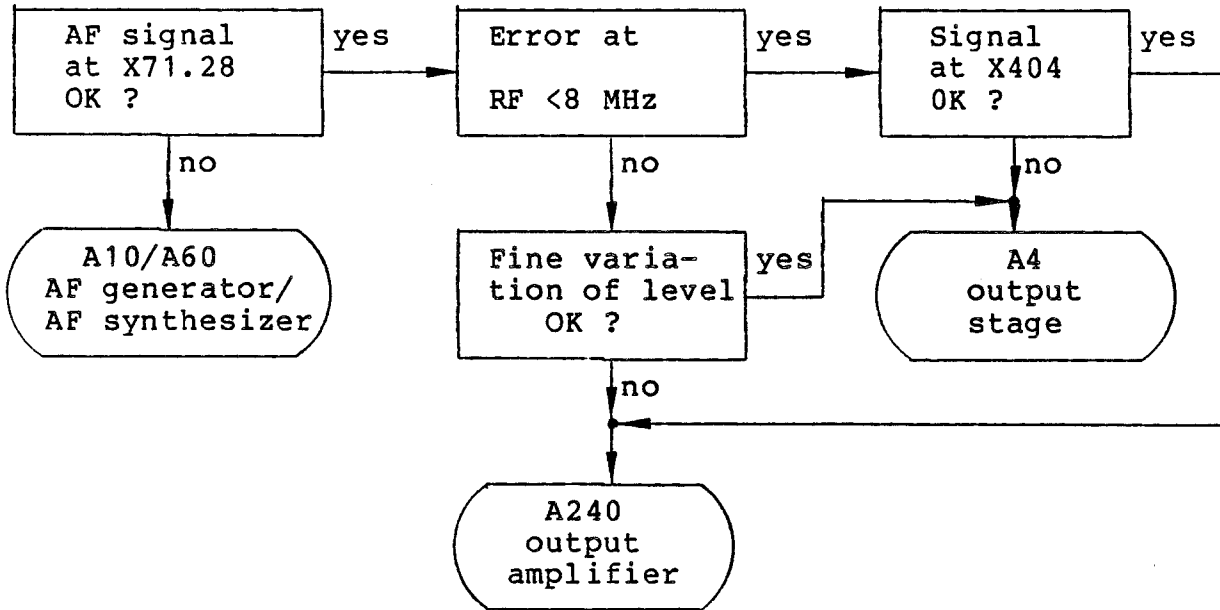 AF signal
at X71.28
OK ?
yes
Error at
RF <8 MHz
yes
Signal
at X404
0K ?
yes
no
no
no
A10/A60
AF generator/
AF synthesizer
Fine varia-
tion of level
OK ?
yes
A4
output
stage
no
A240
output
amplifier